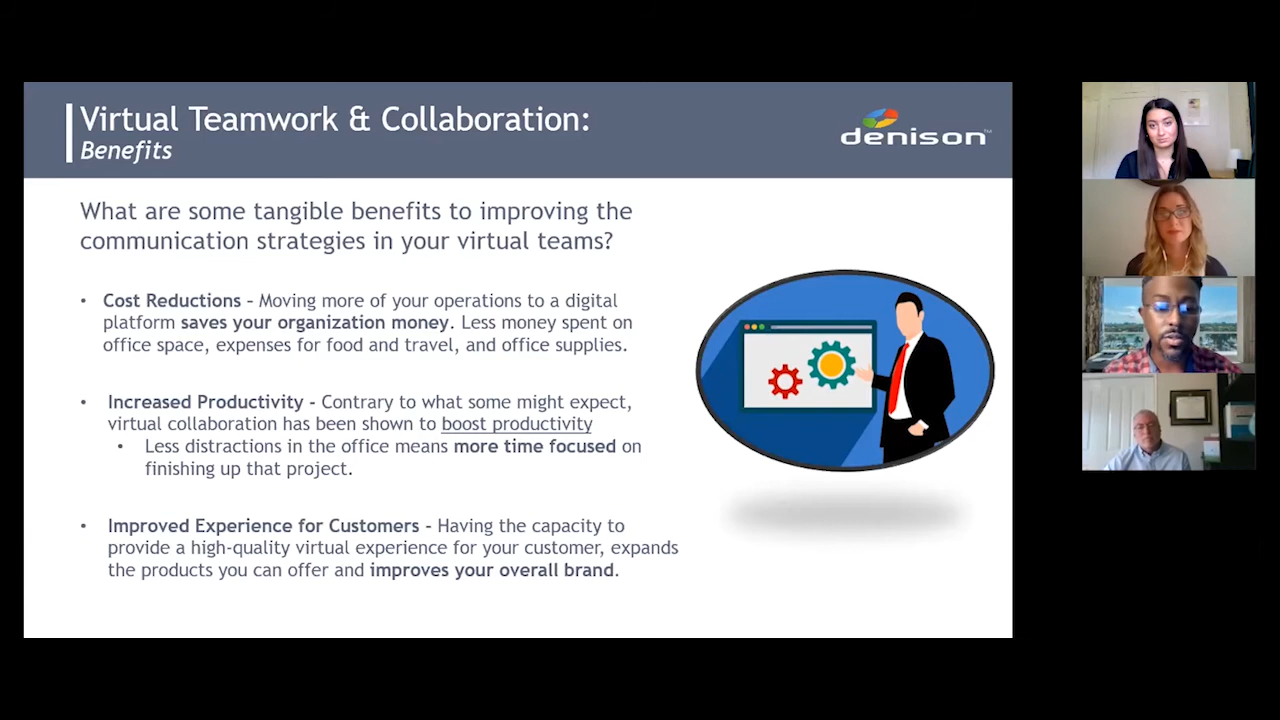 Virtual Teamwork & Collaboration:
Benefits
denison™
What are some tangible benefits to improving the
communication strategies in your virtual teams?
• Cost Reductions – Moving more of your operations to a digital
platform saves your organization money. Less money spent on
office space, expenses for food and travel, and office supplies.
• Increased Productivity - Contrary to what some might expect,
virtual collaboration has been shown to boost productivity
• Less distractions in the office means more time focused on
finishing up that project.
• Improved Experience for Customers - Having the capacity to
provide a high-quality virtual experience for your customer, expands
the products you can offer and improves your overall brand.